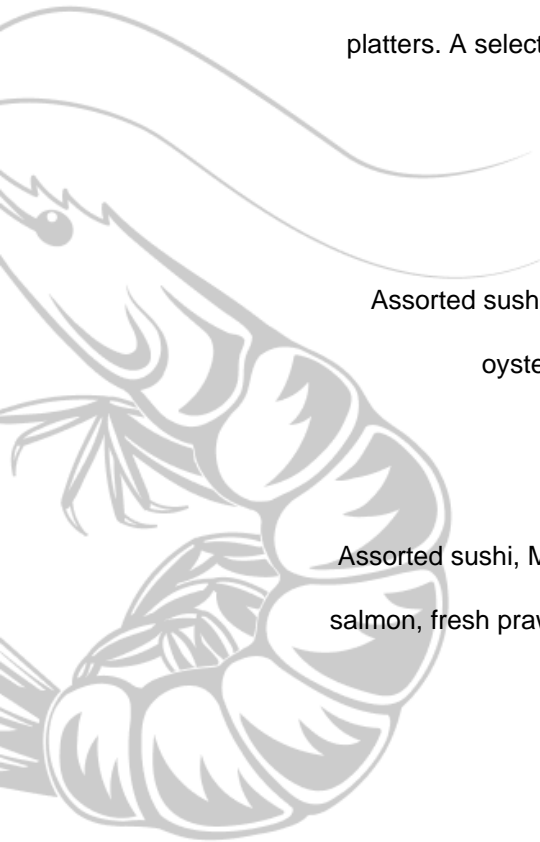 platters. A select
Assorted sush
oyste
Assorted sushi, M
salmon, fresh praw